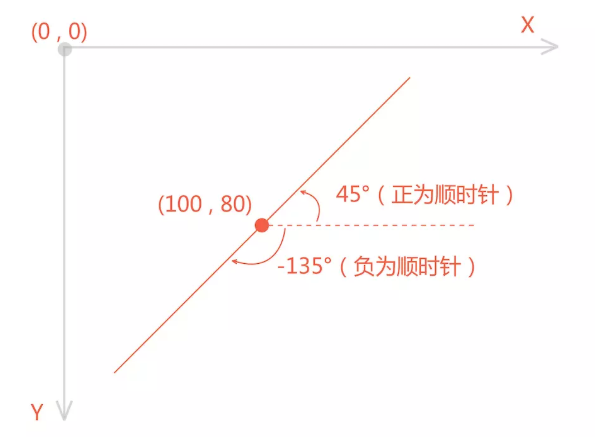 (0 , 0)
X
45°（正为顺时针）
(100 , 80)
-135°（负为顺时针）
Y